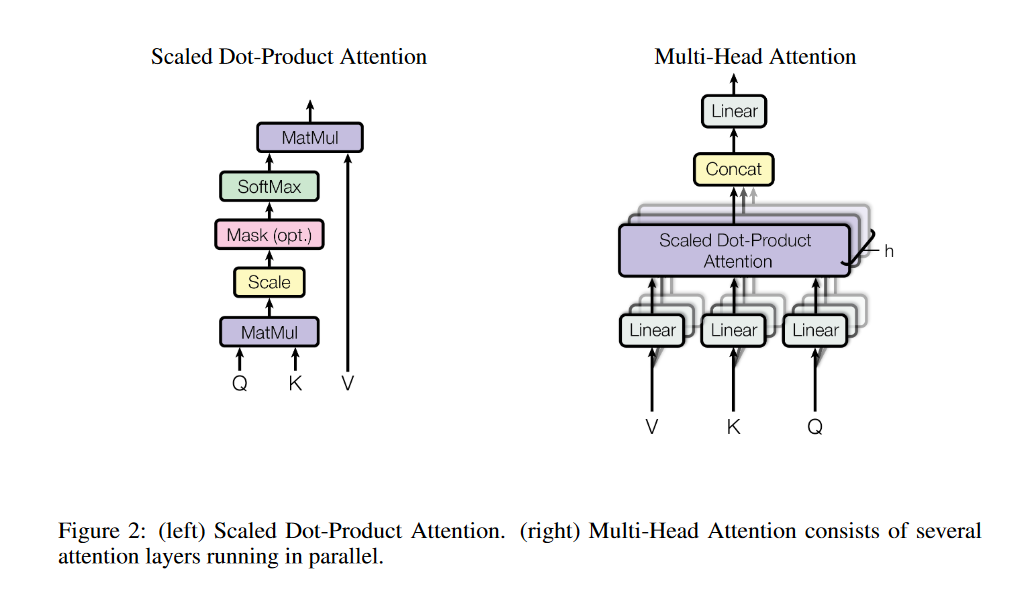 Scaled Dot-Product Attention
MatMul
SoftMax
Mask (opt.)
Scale
MatMul
Q K V
Multi-Head Attention
Linear
Concat
Scaled Dot-Product
Attention
h
Linear Linear Linear
V K Q
Figure 2: (left) Scaled Dot-Product Attention. (right) Multi-Head Attention consists of several
attention layers running in parallel.